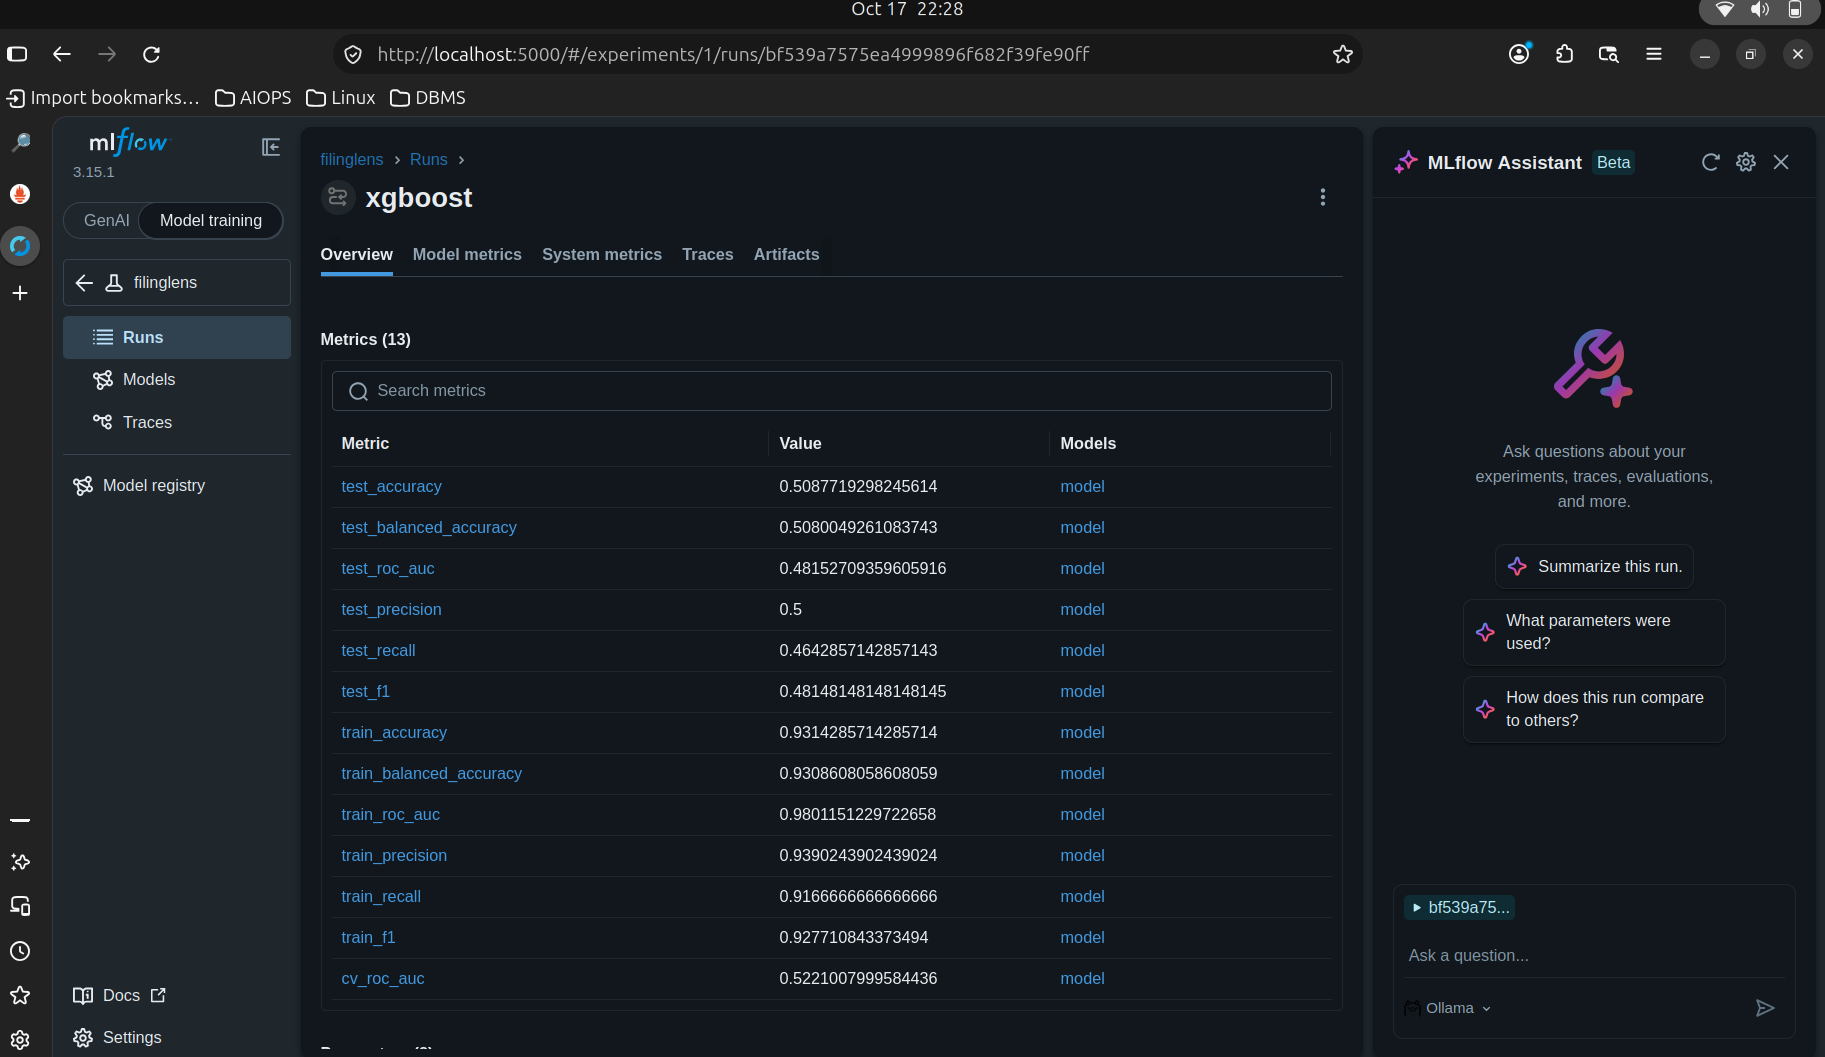 Oct 17 22:28
http://localhost:5000/#/experiments/1/runs/bf539a7575ea4999896f682f39fe90ff
Import bookmarks...
AIOPS
Linux
DBMS
mlflow
3.15.1
GenAI
Model training
filinglens
Runs
Models
Traces
Model registry
Docs
Settings
filinglens › Runs ›
xgboost
Overview
Model metrics
System metrics
Traces
Artifacts
Metrics (13)
Search metrics
Metric Value Models
test_accuracy 0.5087719298245614 model
test_balanced_accuracy 0.5080049261083743 model
test_roc_auc 0.48152709359605916 model
test_precision 0.5 model
test_recall 0.4642857142857143 model
test_f1 0.48148148148148145 model
train_accuracy 0.9314285714285714 model
train_balanced_accuracy 0.9308608058608059 model
train_roc_auc 0.9801151229722658 model
train_precision 0.9390243902439024 model
train_recall 0.9166666666666666 model
train_f1 0.927710843373494 model
cv_roc_auc 0.5221007999584436 model
MLflow Assistant Beta
Ask questions about your
experiments, traces, evaluations,
and more.
Summarize this run.
What parameters were
used?
How does this run compare
to others?
bf539a75...
Ask a question...
Ollama